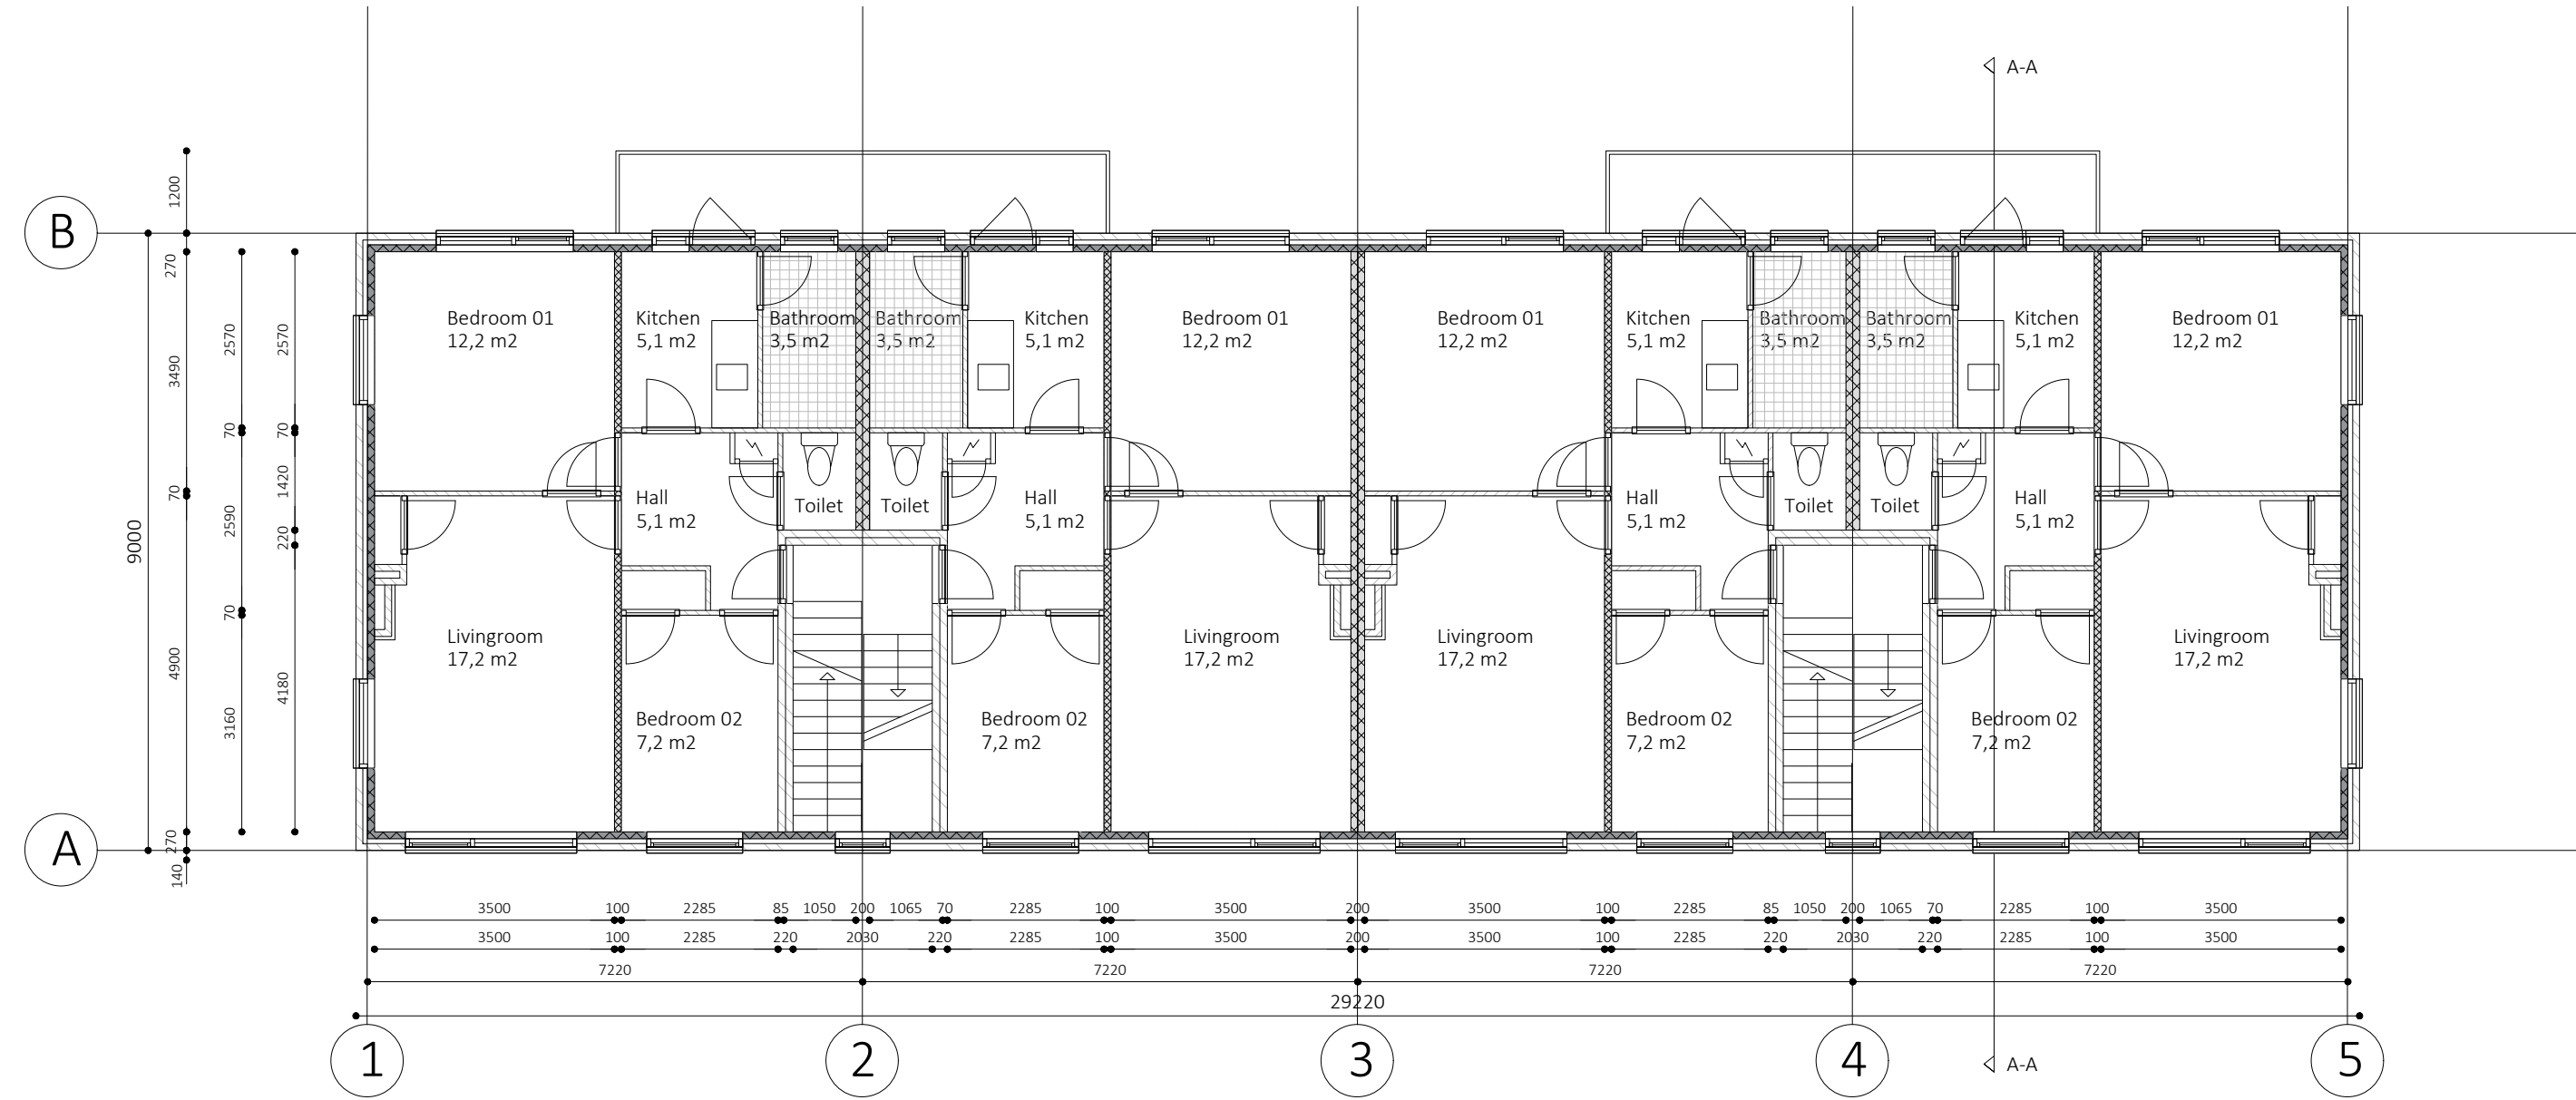 A-A
1200
B
270
2570
2570
3490
70
70
70
1420
2590
220
9000
70
4900
4180
3160
270
A
140
Bedroom 01
12,2 m2
Kitchen
5,1 m2
Bathroom
3,5 m2
Bathroom
3,5 m2
Kitchen
5,1 m2
Bedroom 01
12,2 m2
Bedroom 01
12,2 m2
Kitchen
5,1 m2
Bathroom
3,5 m2
Bathroom
3,5 m2
Kitchen
5,1 m2
Bedroom 01
12,2 m2
Hall
5,1 m2
Toilet
Toilet
Hall
5,1 m2
Hall
5,1 m2
Toilet
Toilet
Hall
5,1 m2
Livingroom
17,2 m2
Livingroom
17,2 m2
Livingroom
17,2 m2
Livingroom
17,2 m2
Bedroom 02
7,2 m2
Bedroom 02
7,2 m2
Bedroom 02
7,2 m2
Bedroom 02
7,2 m2
3500 100 2285 85 1050 200 1065 70 2285 100 3500 200 3500 100 2285 85 1050 200 1065 70 2285 100 3500
3500 100 2285 220 2030 220 2285 100 3500 200 3500 100 2285 220 2030 220 2285 100 3500
7220 7220 7220 7220
29220
1 2 3 4 5
A-A